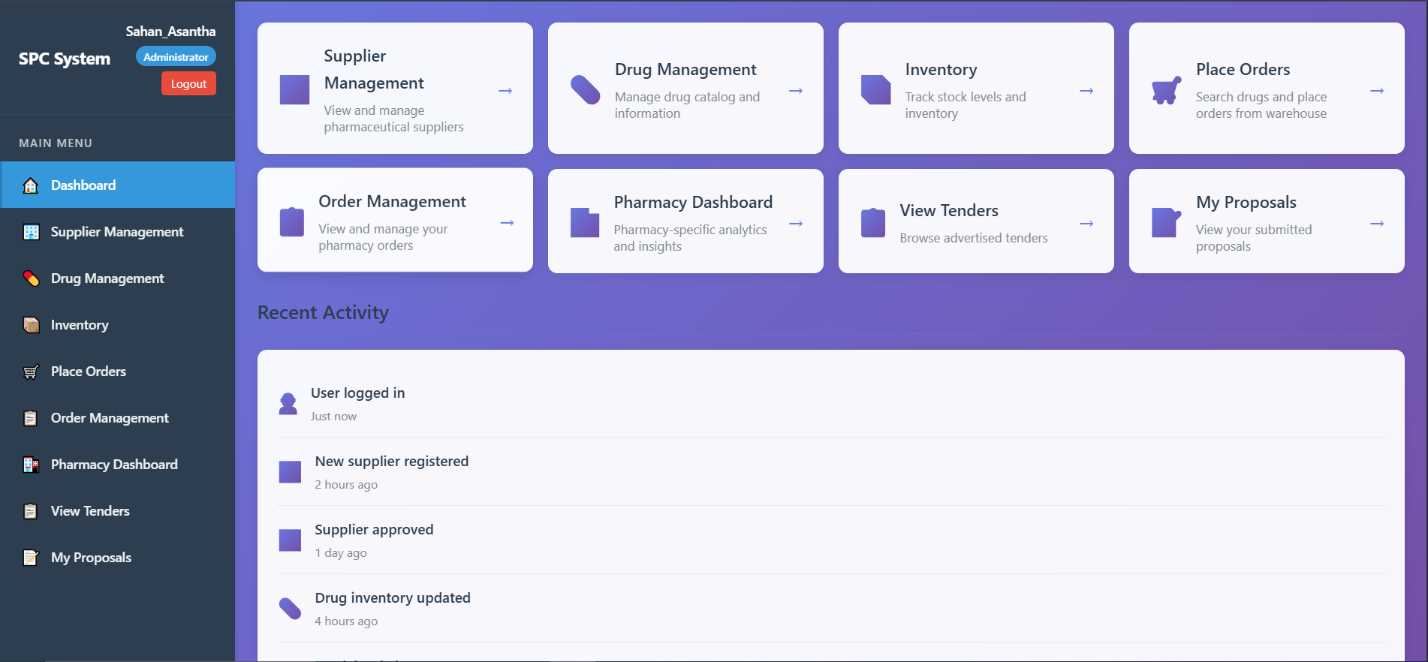 Sahan_Asantha
SPC System
Administrator
Logout
MAIN MENU
Dashboard
Supplier Management
Drug Management
Inventory
Place Orders
Order Management
Pharmacy Dashboard
View Tenders
My Proposals
Supplier
Management
View and manage
pharmaceutical suppliers
→
Drug Management
Manage drug catalog and
information
→
Inventory
Track stock levels and
inventory
→
Place Orders
Search drugs and place
orders from warehouse
→
Order Management
View and manage your
pharmacy orders
→
Pharmacy Dashboard
Pharmacy-specific analytics
and insights
→
View Tenders
Browse advertised tenders
→
My Proposals
View your submitted
proposals
→
Recent Activity
User logged in
Just now
New supplier registered
2 hours ago
Supplier approved
1 day ago
Drug inventory updated
4 hours ago